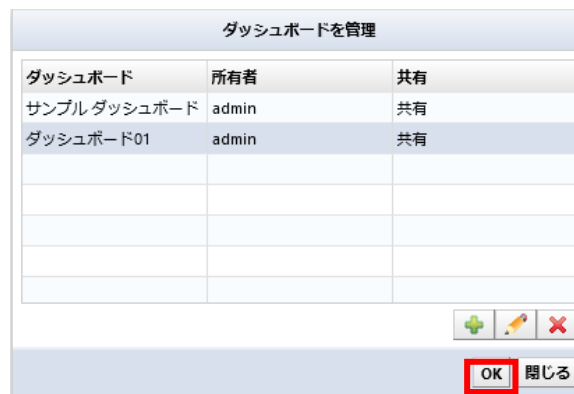 ダッシュボードを管理
ダッシュボード 所有者 共有
サンプル ダッシュボード admin 共有
ダッシュボード01 admin 共有
OK 閉じる